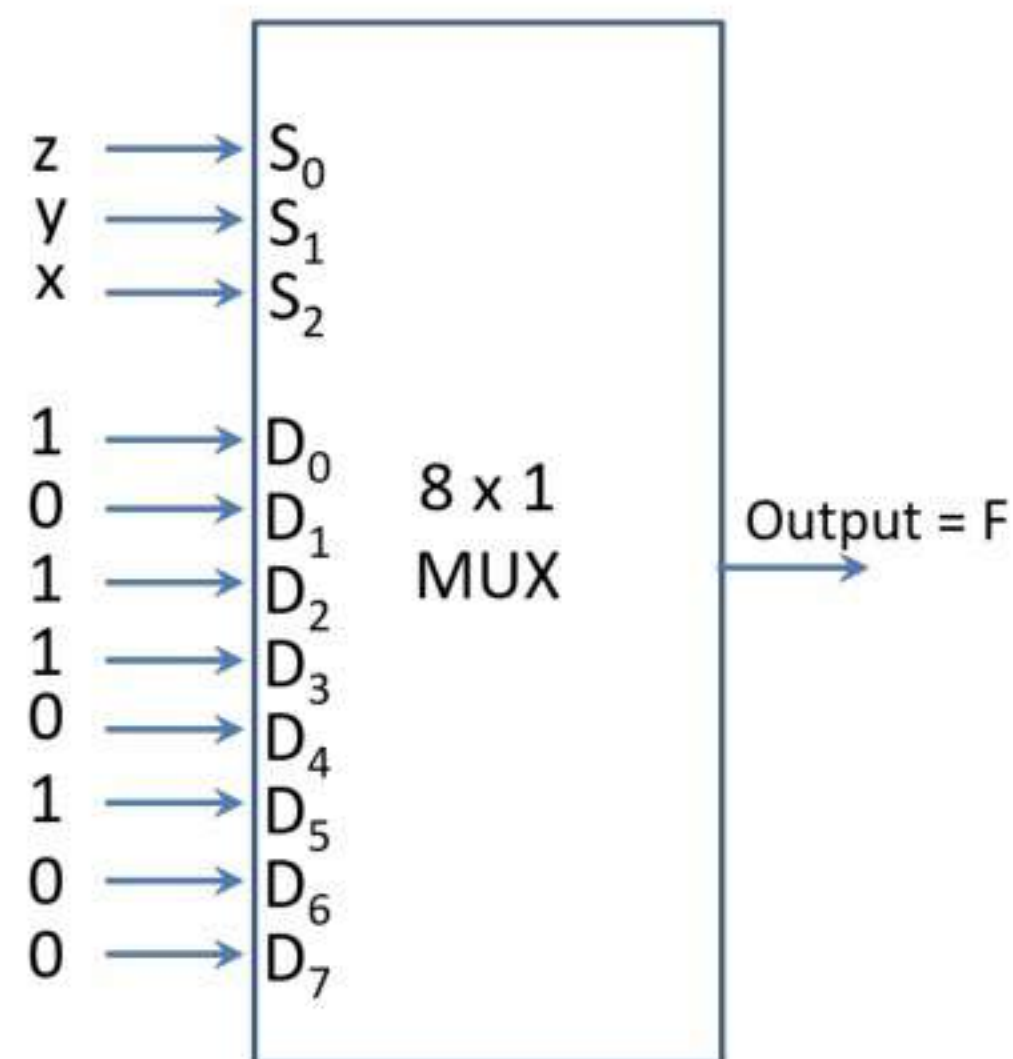 z S₀
y S₁
x S₂
1 D₀
0 D₁
1 D₂
1 D₃
0 D₄
1 D₅
0 D₆
0 D₇
8 x 1
MUX
Output = F